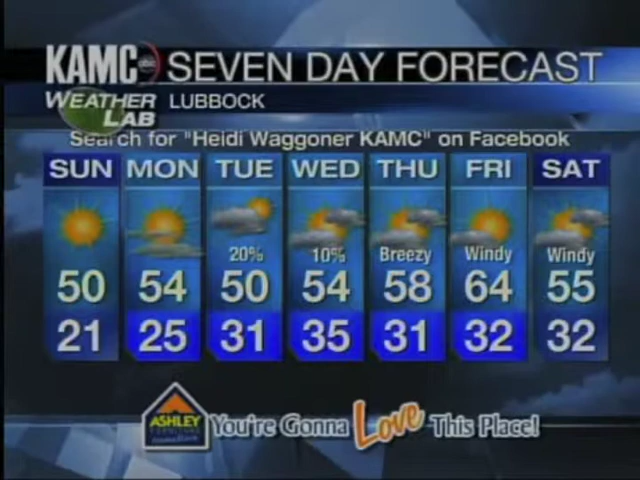 KAMC abc SEVEN DAY FORECAST
WEATHER LAB LUBBOCK
Search for "Heidi Waggoner KAMC" on Facebook
SUN MON TUE WED THU FRI SAT
20% 10% Breezy Windy Windy
50 54 50 54 58 64 55
21 25 31 35 31 32 32
ASHLEY You're Gonna Love This Place!